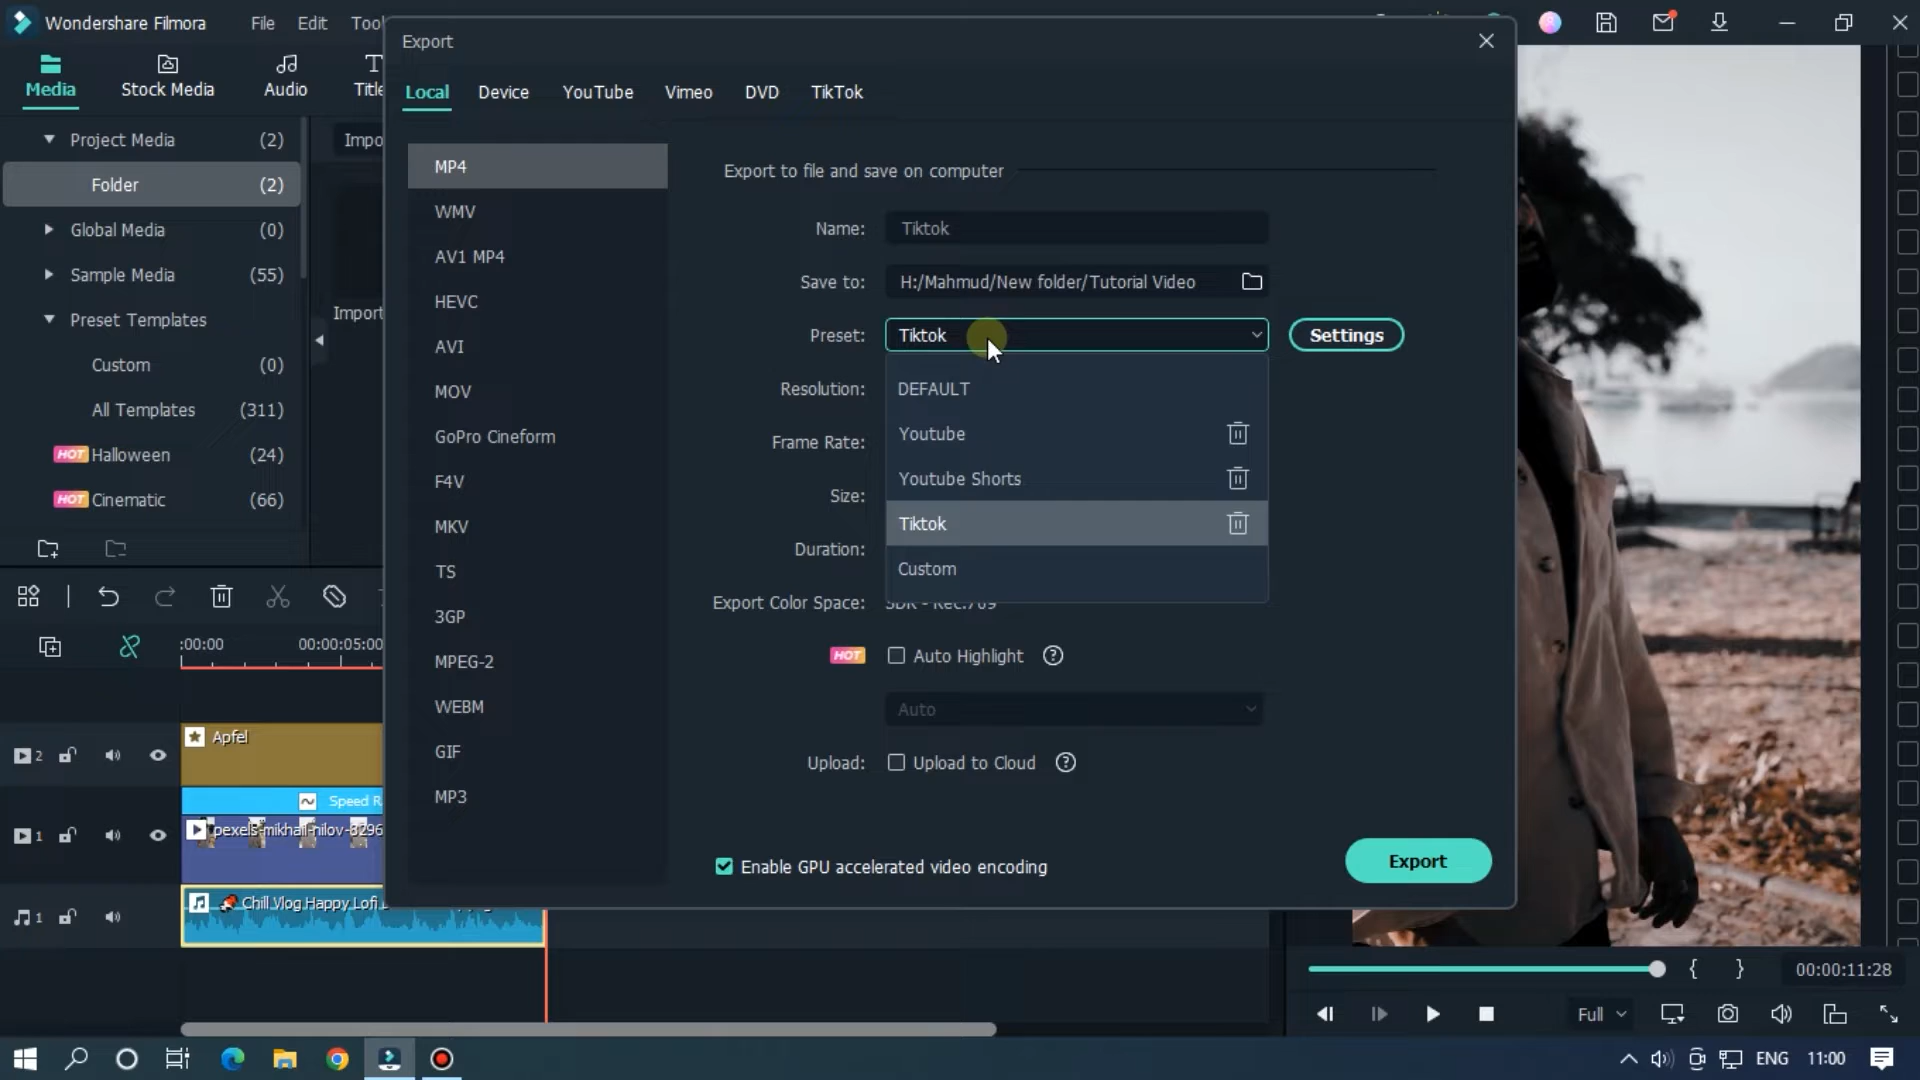 Wondershare Filmora
File
Edit
Export
Media
Stock Media
Audio
Local
Device
YouTube
Vimeo
DVD
TikTok
Project Media (2)
Folder (2)
Global Media (0)
Sample Media (55)
Preset Templates
Custom (0)
All Templates (311)
HOT Halloween (24)
HOT Cinematic (66)
MP4
WMV
AV1 MP4
HEVC
AVI
MOV
GoPro Cineform
F4V
MKV
TS
3GP
MPEG-2
WEBM
GIF
MP3
Export to file and save on computer
Name: Tiktok
Save to: H:/Mahmud/New folder/Tutorial Video
Preset: Tiktok
Settings
Resolution:
Frame Rate:
Size:
Duration:
DEFAULT
Youtube
Youtube Shorts
Tiktok
Custom
Export Color Space: SDR - Rec.709
HOT Auto Highlight
Auto
Upload: Upload to Cloud
Enable GPU accelerated video encoding
Export
:00:00
00:00:05:00
2
Apfel
Speed R
1
pexels-mikhail-nilov-8296
1
Chill Vlog Happy Lofi
00:00:11:28
Full
ENG
11:00